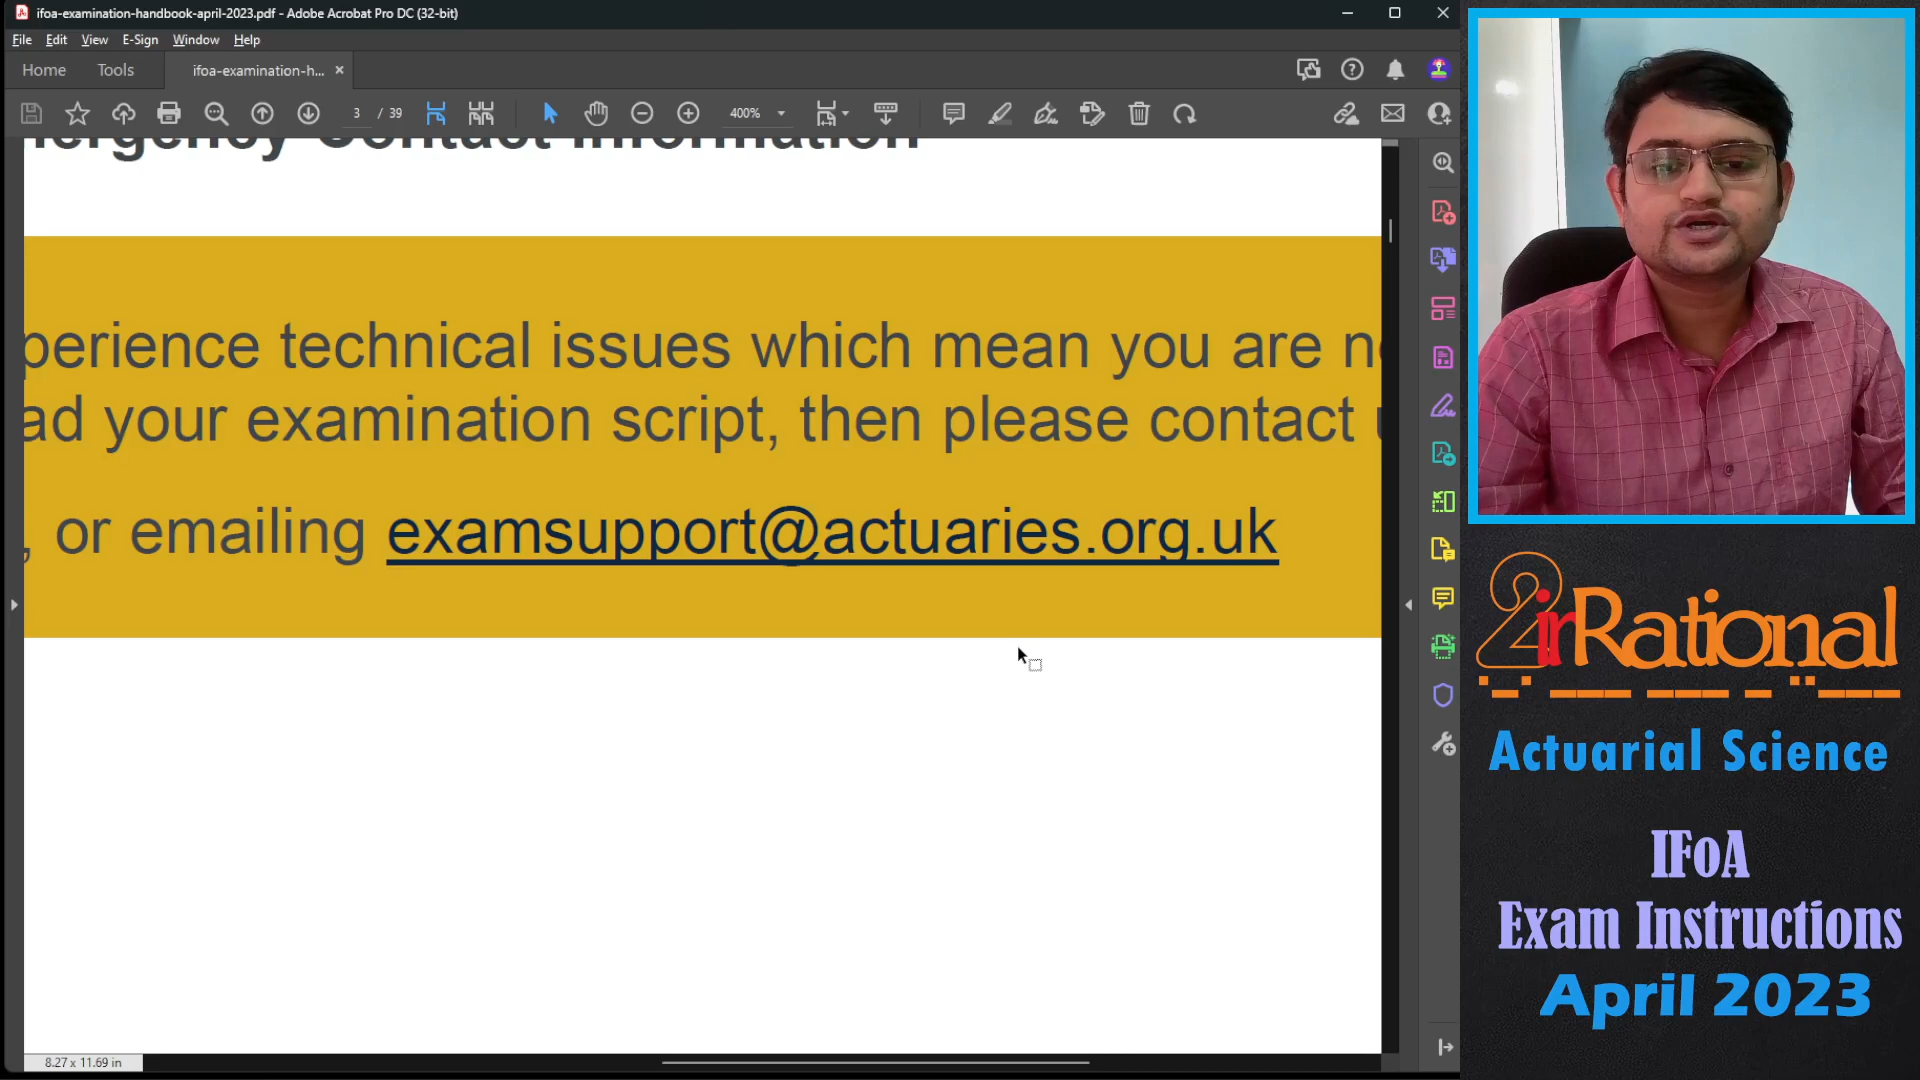 ifoa-examination-handbook-april-2023.pdf - Adobe Acrobat Pro DC (32-bit)
File Edit View E-Sign Window Help
Home Tools ifoa-examination-h... ×
3 / 39 400%
ergency Contact Information
perience technical issues which mean you are n
ad your examination script, then please contact u
, or emailing examsupport@actuaries.org.uk
8.27 x 11.69 in
2irRational
Actuarial Science
IFoA
Exam Instructions
April 2023